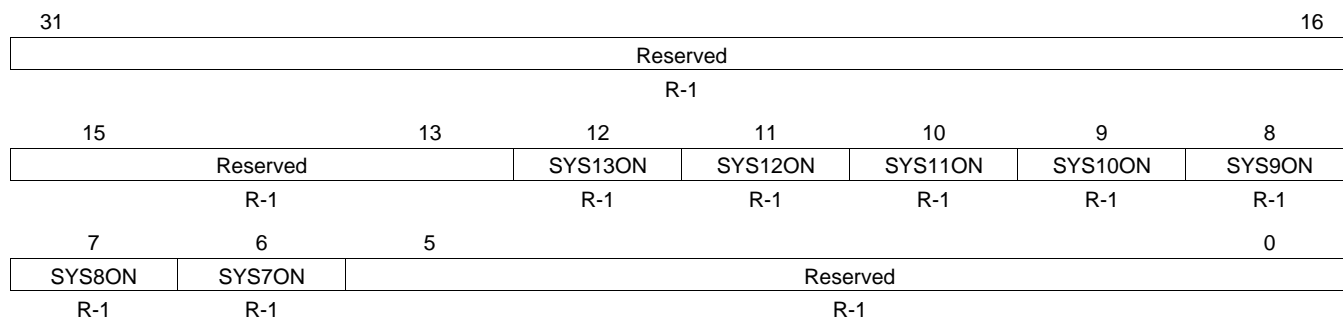 31 16
Reserved
R-1
15 13 12 11 10 9 8
Reserved SYS13ON SYS12ON SYS11ON SYS10ON SYS9ON
R-1 R-1 R-1 R-1 R-1 R-1
7 6 5 0
SYS8ON SYS7ON Reserved
R-1 R-1 R-1